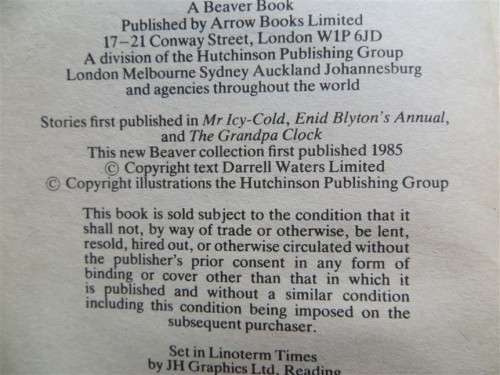 A Beaver Book
Published by Arrow Books Limited
17–21 Conway Street, London W1P 6JD
A division of the Hutchinson Publishing Group
London Melbourne Sydney Auckland Johannesburg
and agencies throughout the world
Stories first published in Mr Icy-Cold, Enid Blyton's Annual,
and The Grandpa Clock
This new Beaver collection first published 1985
© Copyright text Darrell Waters Limited
© Copyright illustrations the Hutchinson Publishing Group
This book is sold subject to the condition that it
shall not, by way of trade or otherwise, be lent,
resold, hired out, or otherwise circulated without
the publisher's prior consent in any form of
binding or cover other than that in which it
is published and without a similar condition
including this condition being imposed on the
subsequent purchaser.
Set in Linoterm Times
by JH Graphics Ltd, Reading